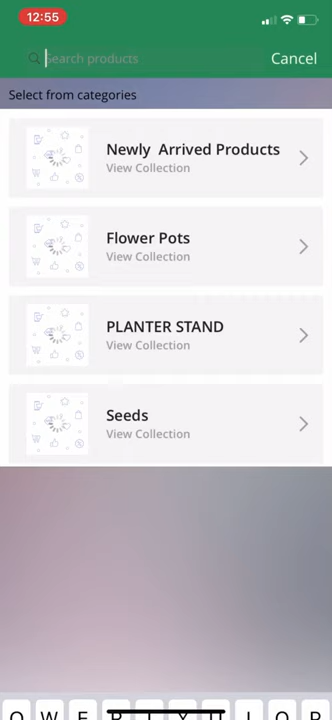 12:55
Search products
Cancel
Select from categories
Newly Arrived Products
View Collection
Flower Pots
View Collection
PLANTER STAND
View Collection
Seeds
View Collection
Q W E R T Y U I O P